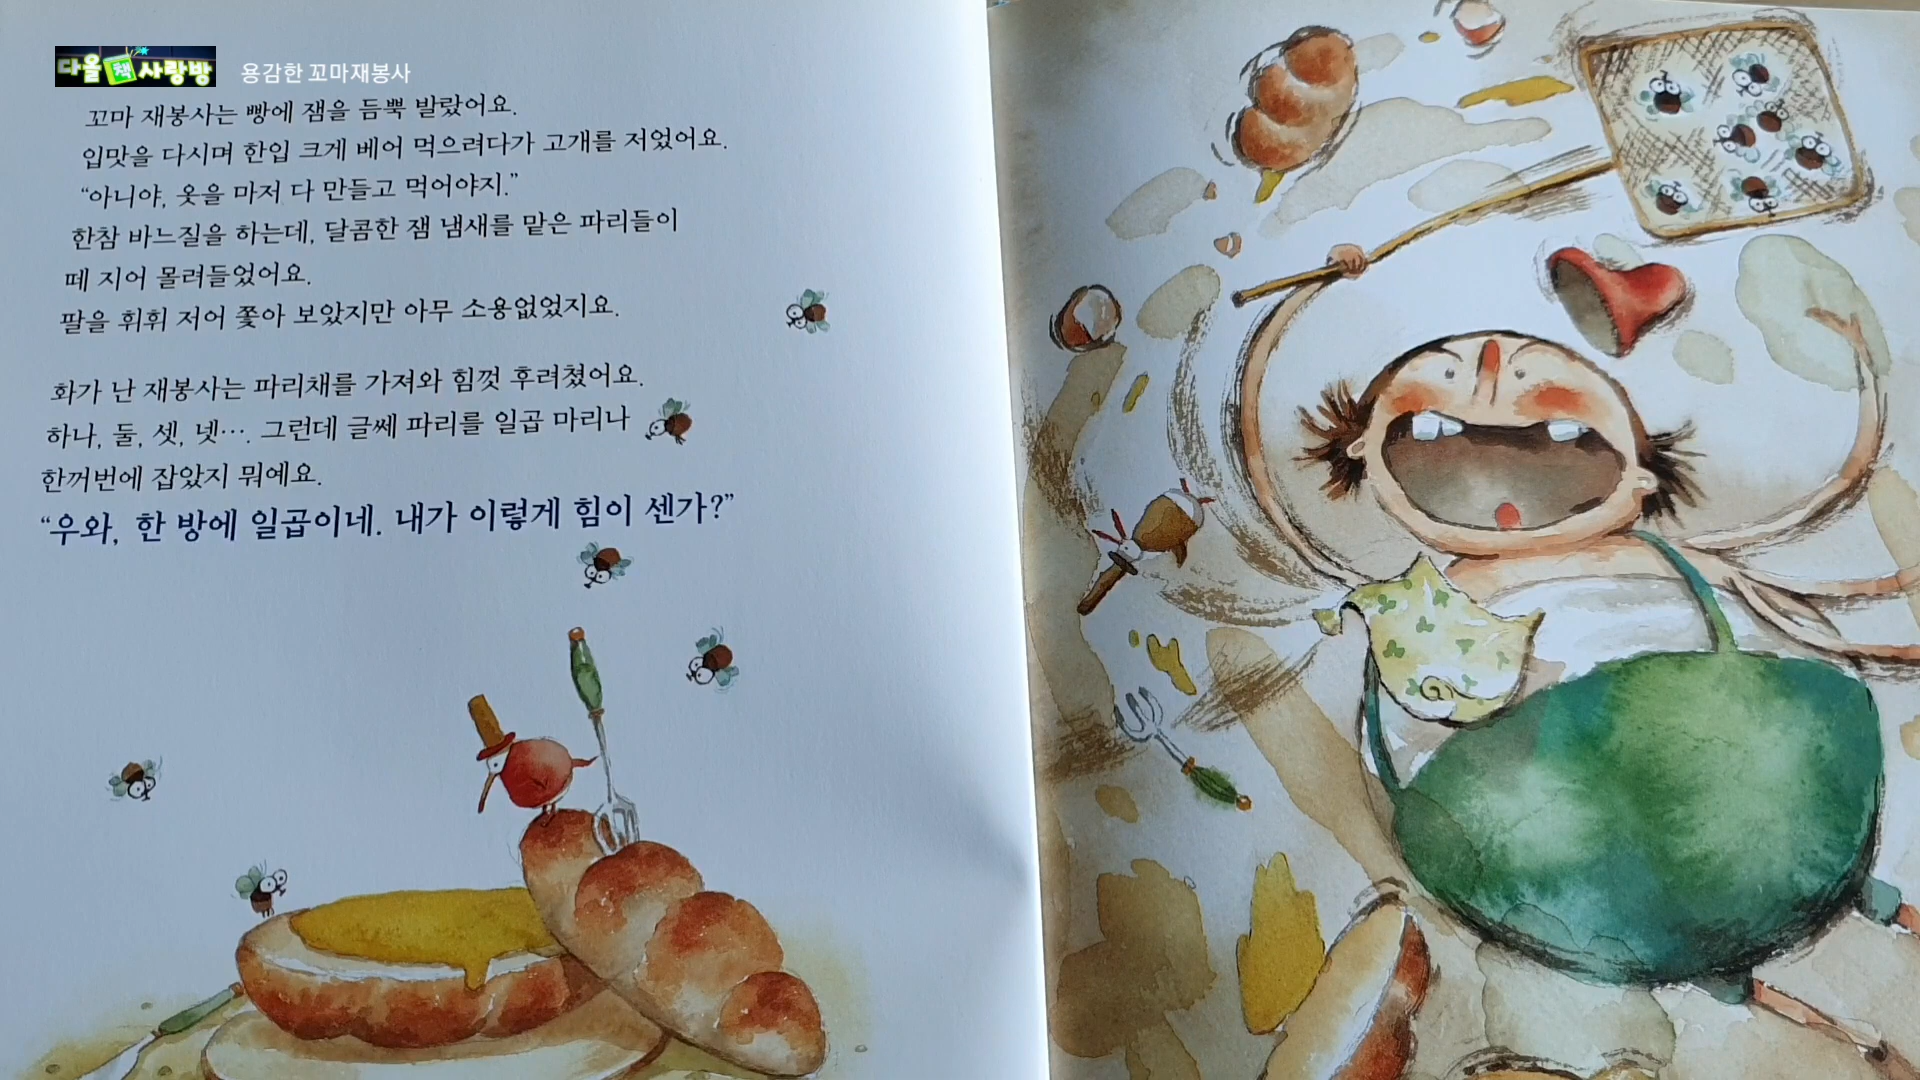 다올책사랑방
용감한 꼬마재봉사
꼬마 재봉사는 빵에 잼을 듬뿍 발랐어요.
입맛을 다시며 한입 크게 베어 먹으려다가 고개를 저었어요.
“아니야, 옷을 마저 다 만들고 먹어야지.”
한참 바느질을 하는데, 달콤한 잼 냄새를 맡은 파리들이
떼 지어 몰려들었어요.
팔을 휘휘 저어 쫓아 보았지만 아무 소용없었지요.
화가 난 재봉사는 파리채를 가져와 힘껏 후려쳤어요.
하나, 둘, 셋, 넷…. 그런데 글쎄 파리를 일곱 마리나
한꺼번에 잡았지 뭐예요.
“우와, 한 방에 일곱이네. 내가 이렇게 힘이 센가?”